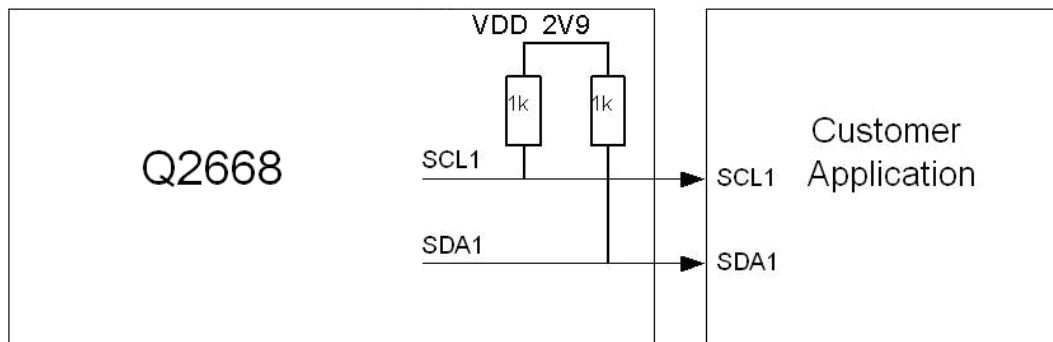 VDD 2V9
1k 1k
Q2668
SCL1
SDA1
Customer
Application
SCL1
SDA1